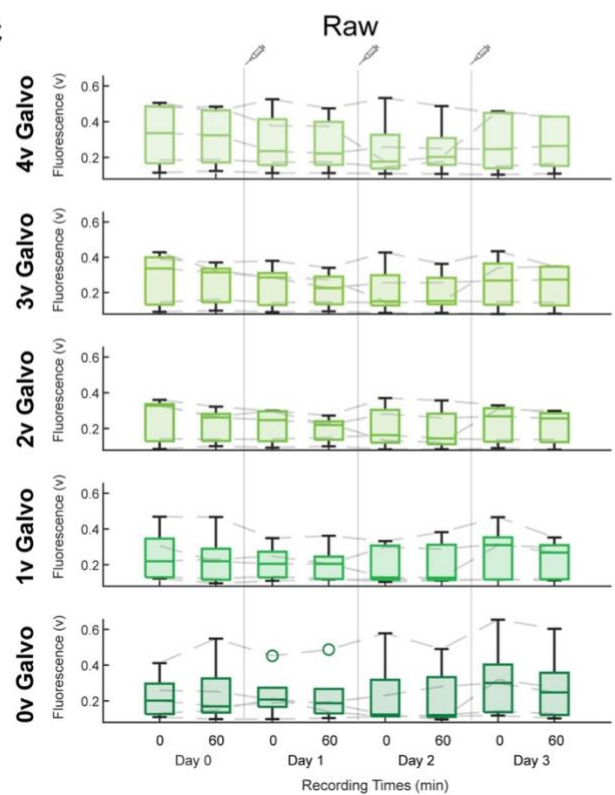 Raw
4v Galvo
Fluorescence (v)
0.6
0.4
0.2
3v Galvo
Fluorescence (v)
0.6
0.4
0.2
2v Galvo
Fluorescence (v)
0.6
0.4
0.2
1v Galvo
Fluorescence (v)
0.6
0.4
0.2
0v Galvo
Fluorescence (v)
0.6
0.4
0.2
0 60 0 60 0 60 0 60
Day 0 Day 1 Day 2 Day 3
Recording Times (min)